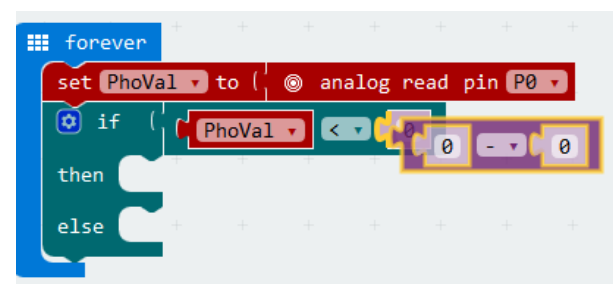 forever
set PhoVal ▾ to ( analog read pin P0 ▾
if ( PhoVal ▾ < ▾ 0 0 - ▾ 0
then
else